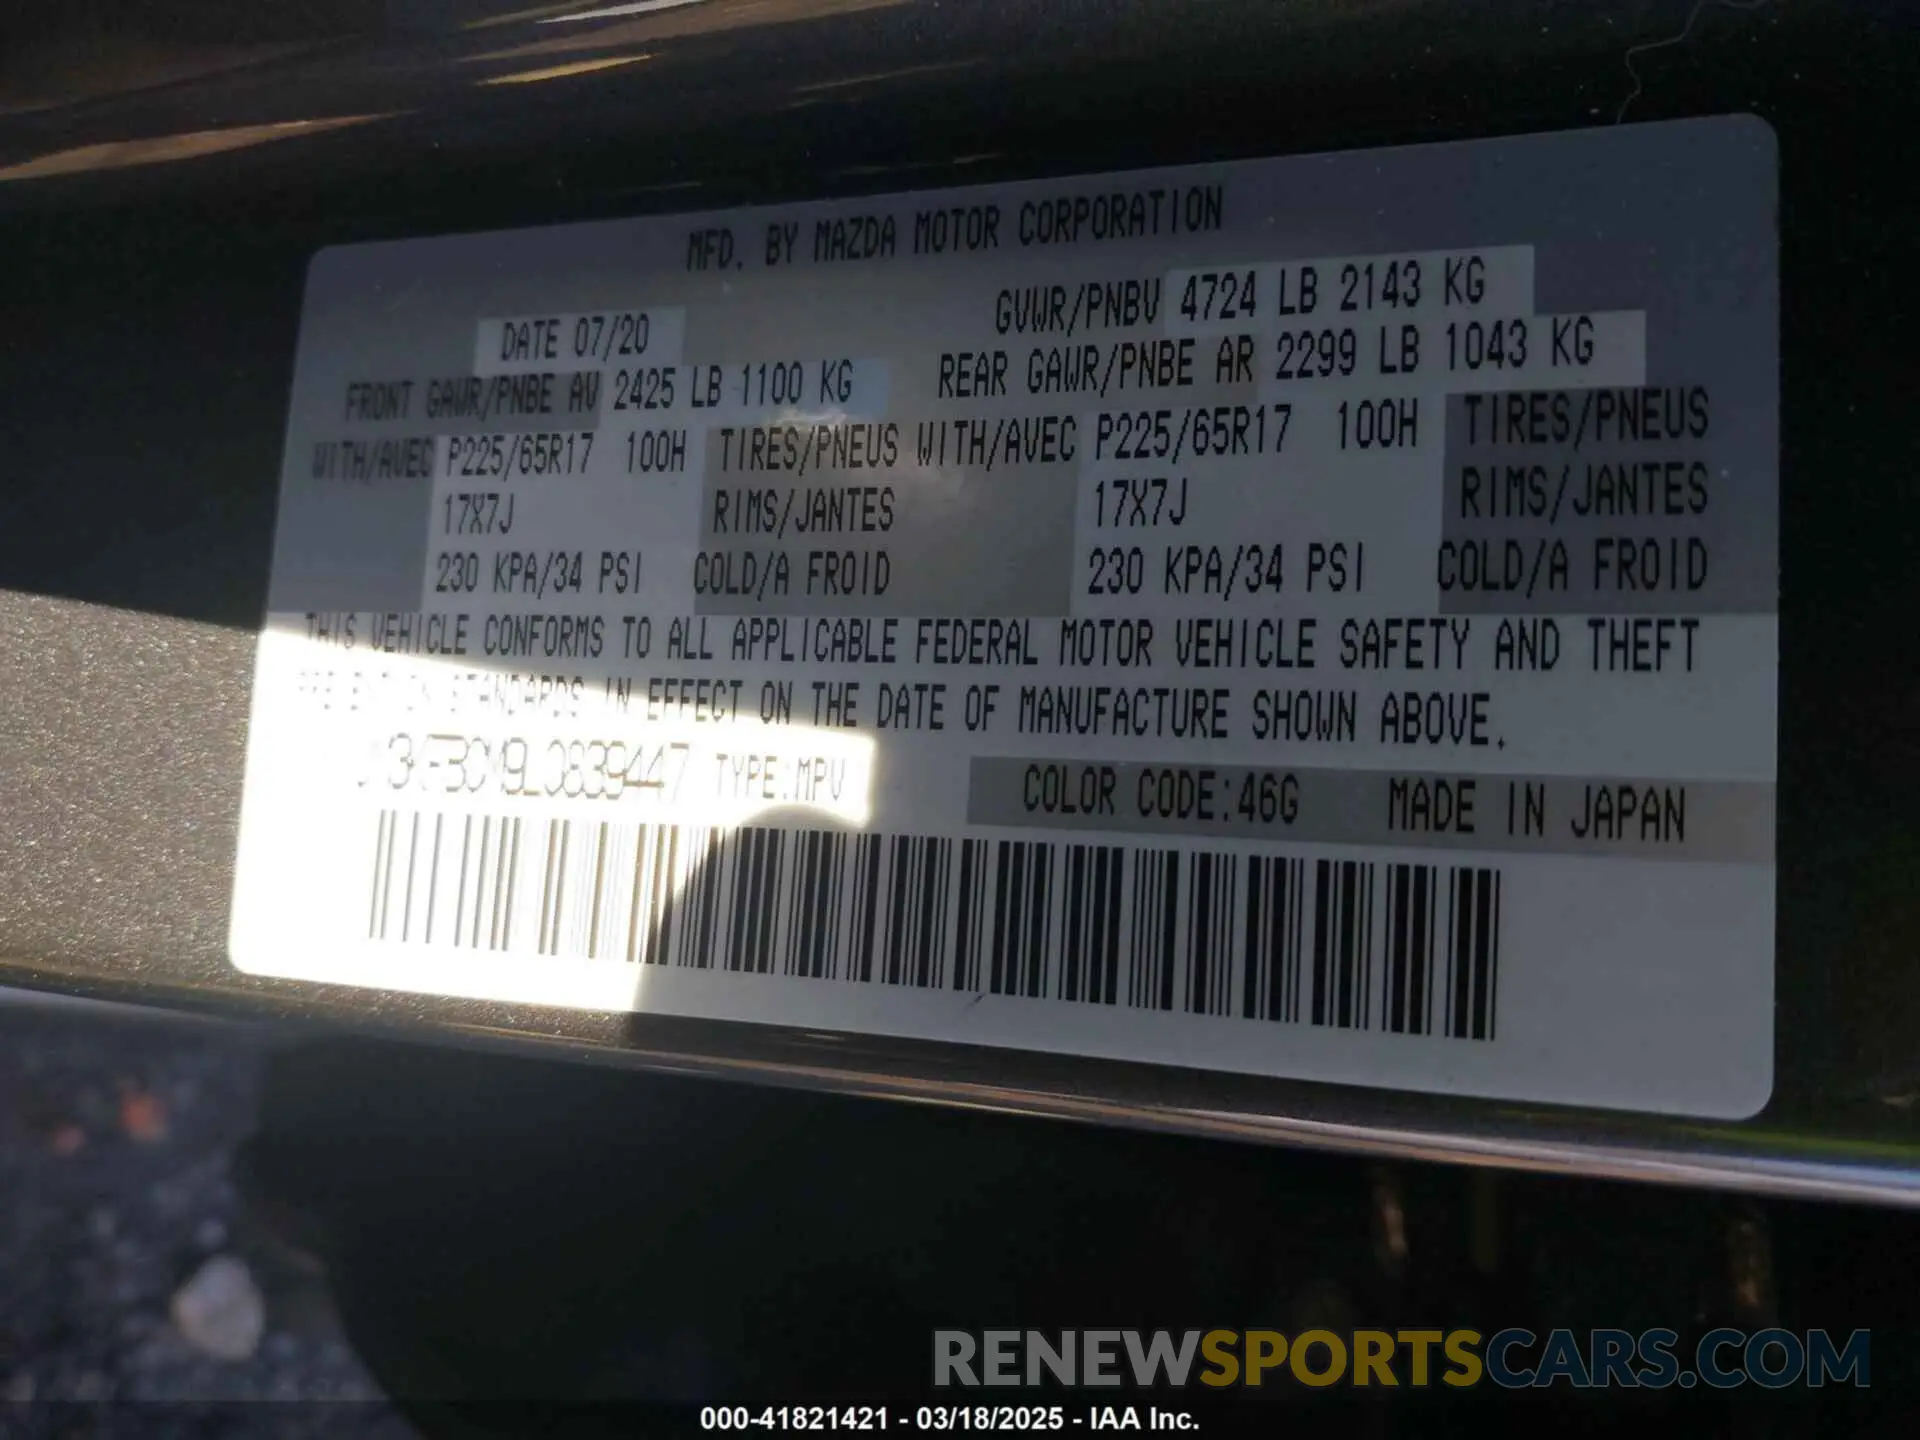 MFD. BY MAZDA MOTOR CORPORATION
DATE 07/20 GVWR/PNBV 4724 LB 2143 KG
FRONT GAWR/PNBE AV 2425 LB 1100 KG REAR GAWR/PNBE AR 2299 LB 1043 KG
WITH/AVEC P225/65R17 100H TIRES/PNEUS WITH/AVEC P225/65R17 100H TIRES/PNEUS
17X7J RIMS/JANTES 17X7J RIMS/JANTES
230 KPA/34 PSI COLD/A FROID 230 KPA/34 PSI COLD/A FROID
THIS VEHICLE CONFORMS TO ALL APPLICABLE FEDERAL MOTOR VEHICLE SAFETY AND THEFT
STANDARDS IN EFFECT ON THE DATE OF MANUFACTURE SHOWN ABOVE.
TYPE:MPV COLOR CODE:46G MADE IN JAPAN
RENEWSPORTSCARS.COM
000-41821421 - 03/18/2025 - IAA Inc.